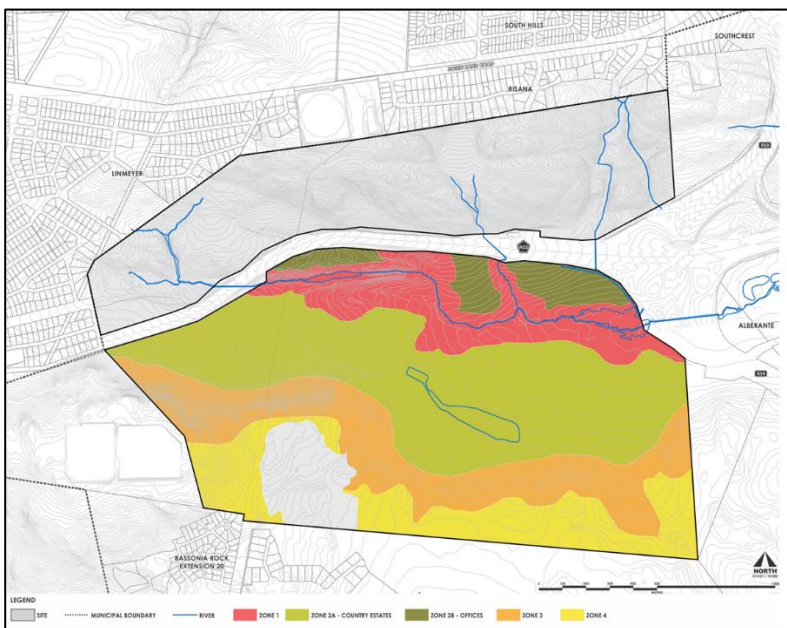 SOUTH HILLS
SOUTHCREST
RISANA
LINMEYER
N12
ALBERANTE
BASSONIA ROCK
EXTENSION 20
NORTH
LEGEND
SITE
MUNICIPAL BOUNDARY
RIVER
ZONE 1
ZONE 2A - COUNTRY ESTATES
ZONE 2B - OFFICES
ZONE 3
ZONE 4